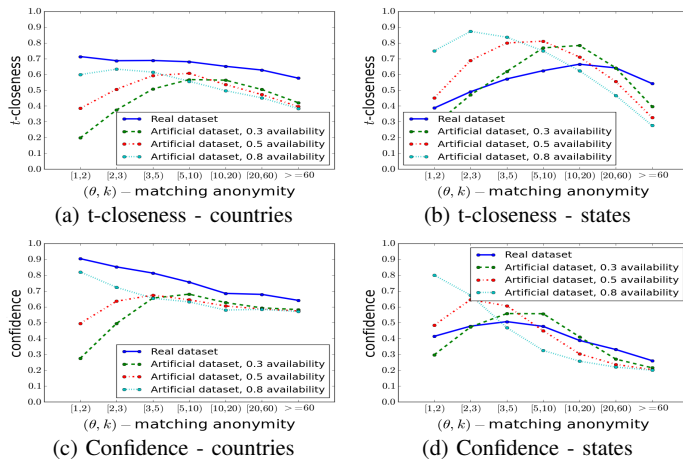 1.0
0.9
0.8
0.7
0.6
0.5
0.4
0.3
0.2
0.1
0.0
t-closeness
Real dataset
Artificial dataset, 0.3 availability
Artificial dataset, 0.5 availability
Artificial dataset, 0.8 availability
[1,2) [2,3) [3,5) [5,10) [10,20) [20,60) >=60
(θ, k) − matching anonymity
(a) t-closeness - countries
1.0
0.9
0.8
0.7
0.6
0.5
0.4
0.3
0.2
0.1
0.0
t-closeness
Real dataset
Artificial dataset, 0.3 availability
Artificial dataset, 0.5 availability
Artificial dataset, 0.8 availability
[1,2) [2,3) [3,5) [5,10) [10,20) [20,60) >=60
(θ, k) − matching anonymity
(b) t-closeness - states
1.0
0.9
0.8
0.7
0.6
0.5
0.4
0.3
0.2
0.1
0.0
confidence
Real dataset
Artificial dataset, 0.3 availability
Artificial dataset, 0.5 availability
Artificial dataset, 0.8 availability
[1,2) [2,3) [3,5) [5,10) [10,20) [20,60) >=60
(θ, k) − matching anonymity
(c) Confidence - countries
1.0
0.9
0.8
0.7
0.6
0.5
0.4
0.3
0.2
0.1
0.0
confidence
Real dataset
Artificial dataset, 0.3 availability
Artificial dataset, 0.5 availability
Artificial dataset, 0.8 availability
[1,2) [2,3) [3,5) [5,10) [10,20) [20,60) >=60
(θ, k) − matching anonymity
(d) Confidence - states